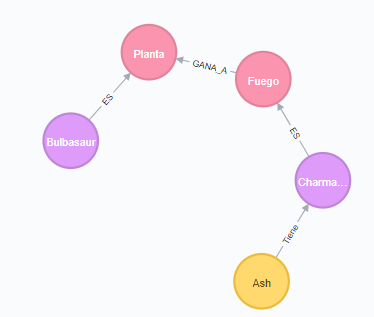 Planta
GANA_A
Fuego
ES
Bulbasaur
ES
Charma...
Tiene
Ash